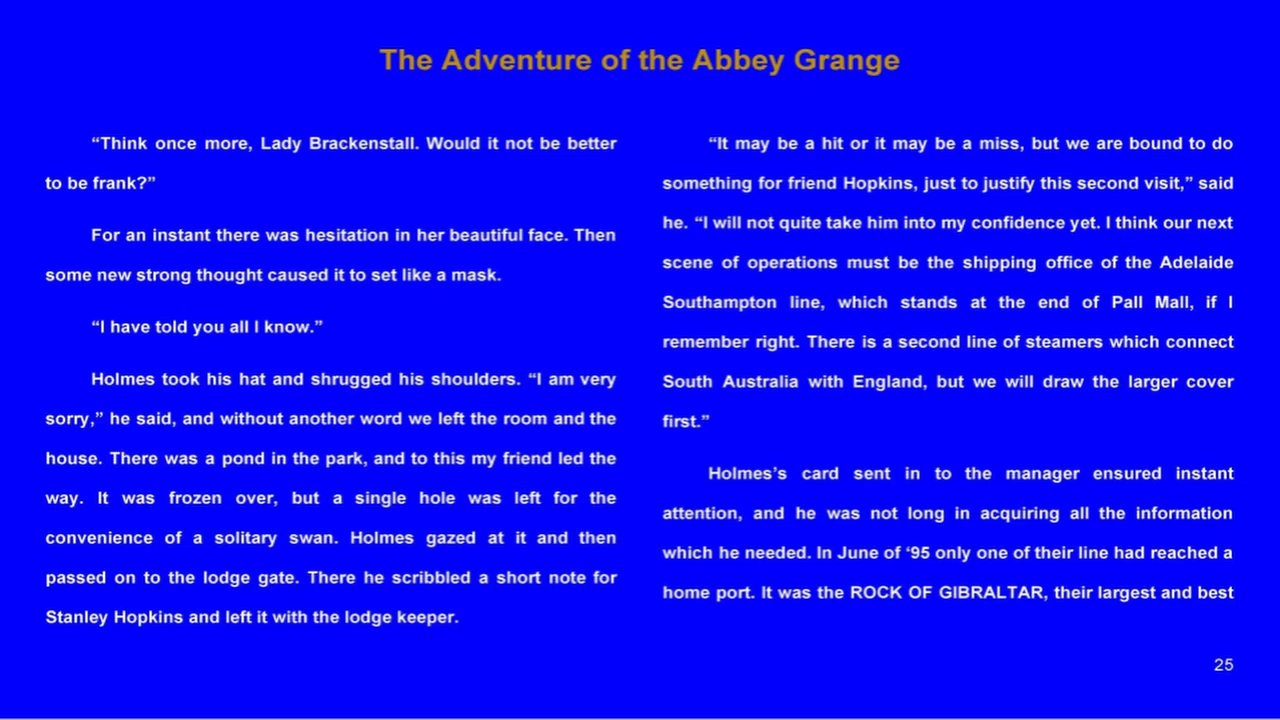 The Adventure of the Abbey Grange
“Think once more, Lady Brackenstall. Would it not be better
to be frank?”
For an instant there was hesitation in her beautiful face. Then
some new strong thought caused it to set like a mask.
“I have told you all I know.”
Holmes took his hat and shrugged his shoulders. “I am very
sorry,” he said, and without another word we left the room and the
house. There was a pond in the park, and to this my friend led the
way. It was frozen over, but a single hole was left for the
convenience of a solitary swan. Holmes gazed at it and then
passed on to the lodge gate. There he scribbled a short note for
Stanley Hopkins and left it with the lodge keeper.
“It may be a hit or it may be a miss, but we are bound to do
something for friend Hopkins, just to justify this second visit,” said
he. “I will not quite take him into my confidence yet. I think our next
scene of operations must be the shipping office of the Adelaide
Southampton line, which stands at the end of Pall Mall, if I
remember right. There is a second line of steamers which connect
South Australia with England, but we will draw the larger cover
first.”
Holmes’s card sent in to the manager ensured instant
attention, and he was not long in acquiring all the information
which he needed. In June of ‘95 only one of their line had reached a
home port. It was the ROCK OF GIBRALTAR, their largest and best
25